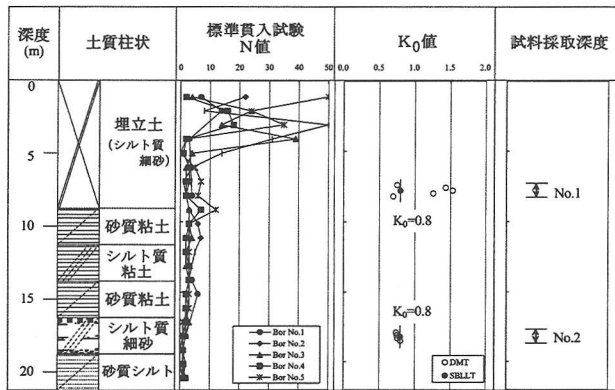 深度
(m)
土質柱状
標準貫入試験
N値
K₀値
試料採取深度
0 10 20 30 40 50
0.0 0.5 1.0 1.5 2.0
0
5
10
15
20
埋立土
(シルト質
細砂)
砂質粘土
シルト質
粘土
砂質粘土
シルト質
細砂
砂質シルト
Bor No.1
Bor No.2
Bor No.3
Bor No.4
Bor No.5
K₀=0.8
K₀=0.8
DMT
SBLLT
No.1
No.2